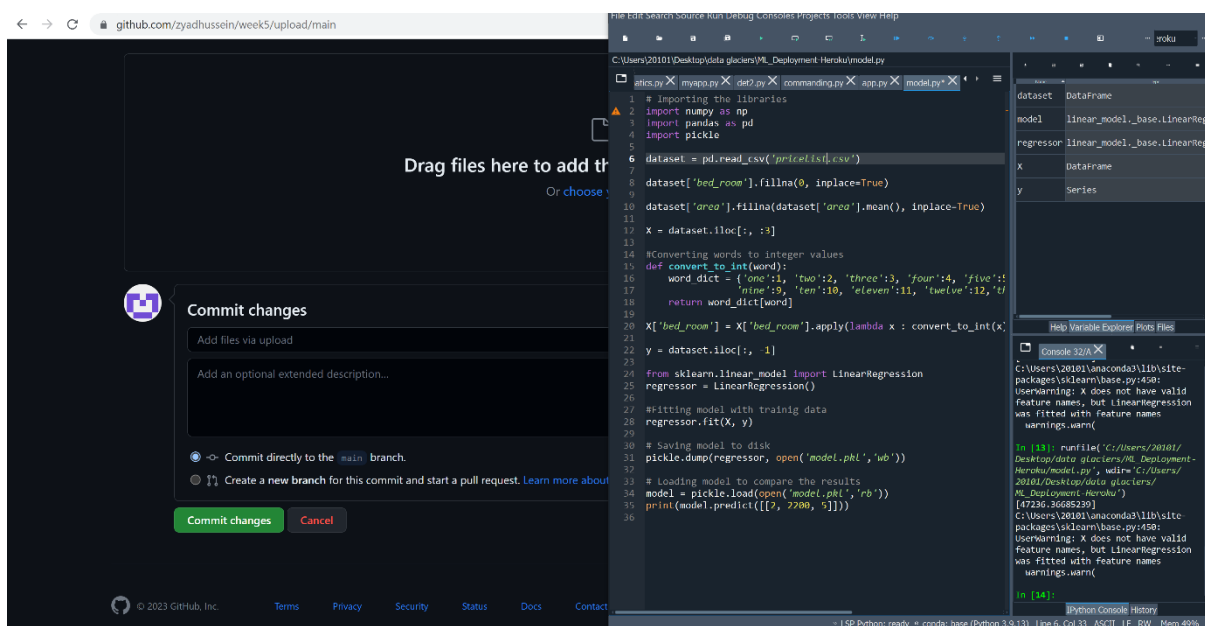 github.com/zyadhussein/week5/upload/main
Drag files here to add th
Or choose
Commit changes
Add files via upload
Add an optional extended description...
Commit directly to the main branch.
Create a new branch for this commit and start a pull request. Learn more about
Commit changes
Cancel
© 2023 GitHub, Inc.
Terms
Privacy
Security
Status
Docs
Contact
File Edit Search Source Run Debug Consoles Projects Tools View Help
C:\Users\20101\Desktop\data glaciers\ML_Deployment-Heroku\model.py
atics.py
myapp.py
det2.py
commanding.py
app.py
model.py*
1 # Importing the libraries
2 import numpy as np
3 import pandas as pd
4 import pickle
5
6 dataset = pd.read_csv('pricelist.csv')
7
8 dataset['bed_room'].fillna(0, inplace=True)
9
10 dataset['area'].fillna(dataset['area'].mean(), inplace=True)
11
12 X = dataset.iloc[:, :3]
13
14 #Converting words to integer values
15 def convert_to_int(word):
16 word_dict = {'one':1, 'two':2, 'three':3, 'four':4, 'five':5
17 'nine':9, 'ten':10, 'eleven':11, 'twelve':12,
18 return word_dict[word]
19
20 X['bed_room'] = X['bed_room'].apply(lambda x : convert_to_int(x)
21
22 y = dataset.iloc[:, -1]
23
24 from sklearn.linear_model import LinearRegression
25 regressor = LinearRegression()
26
27 #Fitting model with trainig data
28 regressor.fit(X, y)
29
30 # Saving model to disk
31 pickle.dump(regressor, open('model.pkl','wb'))
32
33 # Loading model to compare the results
34 model = pickle.load(open('model.pkl','rb'))
35 print(model.predict([[2, 2200, 5]]))
36
eroku
dataset DataFrame
model linear_model._base.LinearReg
regressor linear_model._base.LinearReg
X DataFrame
y Series
Help Variable Explorer Plots Files
Console 32/A
C:\Users\20101\anaconda3\lib\site-
packages\sklearn\base.py:450:
UserWarning: X does not have valid
feature names, but LinearRegression
was fitted with feature names
warnings.warn(
In [13]: runfile('C:/Users/20101/
Desktop/data glaciers/ML_Deployment-
Heroku/model.py', wdir='C:/Users/
20101/Desktop/data glaciers/
ML_Deployment-Heroku')
[47236.36685239]
C:\Users\20101\anaconda3\lib\site-
packages\sklearn\base.py:450:
UserWarning: X does not have valid
feature names, but LinearRegression
was fitted with feature names
warnings.warn(
In [14]:
IPython Console History
LSP Python: ready conda: base (Python 3.9.13) Line 6, Col 33 ASCII LF RW Mem 49%